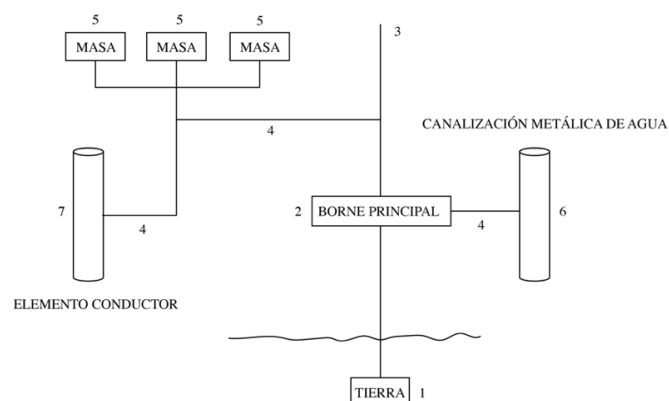 5 5 5
MASA MASA MASA
3
4
CANALIZACIÓN METÁLICA DE AGUA
7
4
2
BORNE PRINCIPAL
4
6
ELEMENTO CONDUCTOR
TIERRA
1